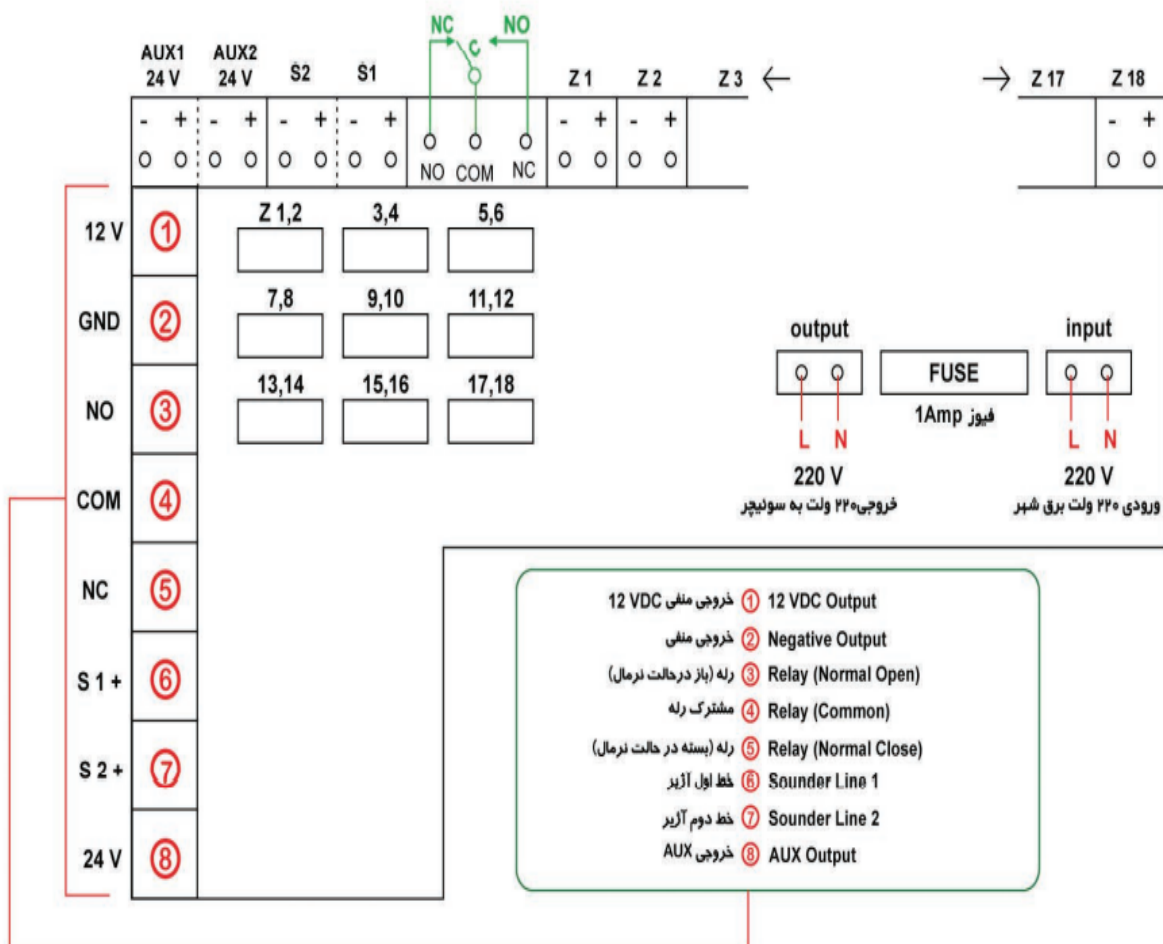 NC C NO
AUX1 24 V
AUX2 24 V
S2
S1
Z 1
Z 2
Z 3
Z 17
Z 18
- + - + - + - +
NO COM NC
- + - +
- +
12 V ①
GND ②
NO ③
COM ④
NC ⑤
S 1 + ⑥
S 2 + ⑦
24 V ⑧
Z 1,2 3,4 5,6
7,8 9,10 11,12
13,14 15,16 17,18
output
L N
220 V
خروجی۲۲۰ ولت به سوئیچر
FUSE
فیوز 1Amp
input
L N
220 V
ورودی ۲۲۰ ولت برق شهر
خروجی منفی 12 VDC ① 12 VDC Output
خروجی منفی ② Negative Output
رله (باز درحالت نرمال) ③ Relay (Normal Open)
مشترک رله ④ Relay (Common)
رله (بسته در حالت نرمال) ⑤ Relay (Normal Close)
خط اول آژیر ⑥ Sounder Line 1
خط دوم آژیر ⑦ Sounder Line 2
خروجی AUX ⑧ AUX Output